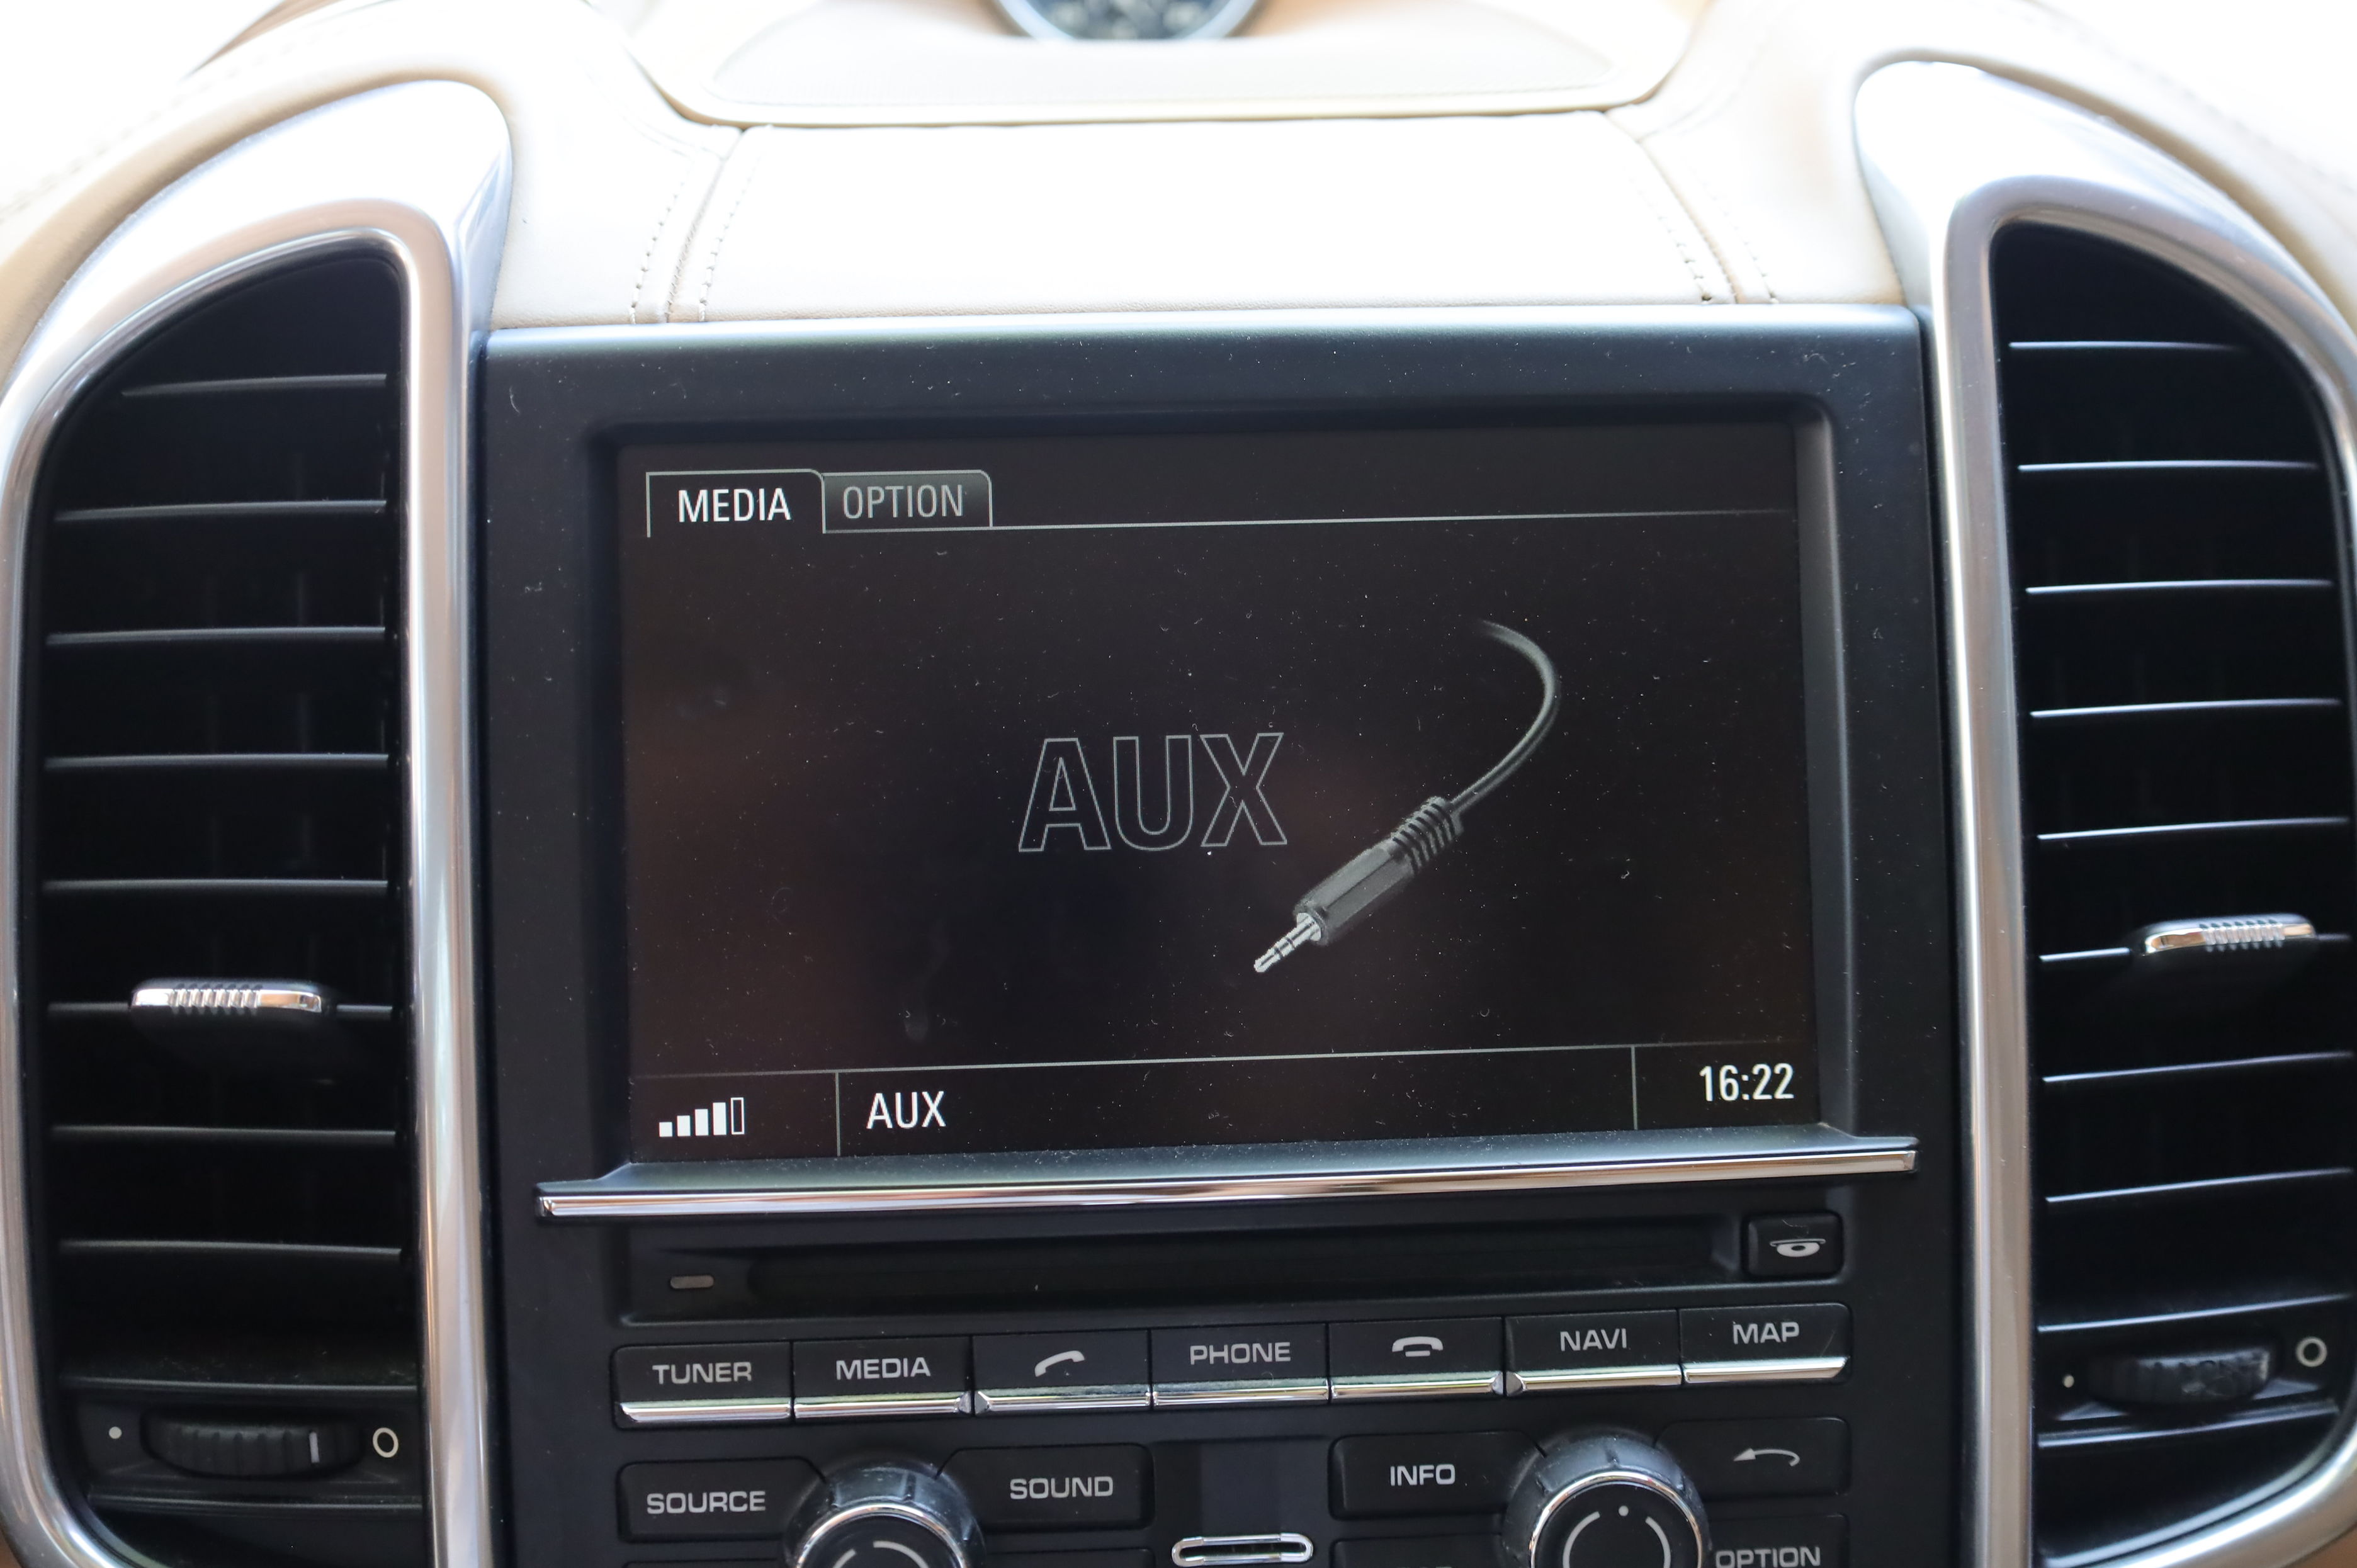 MEDIA OPTION
AUX
AUX 16:22
TUNER MEDIA PHONE NAVI MAP
SOURCE SOUND INFO
OPTION